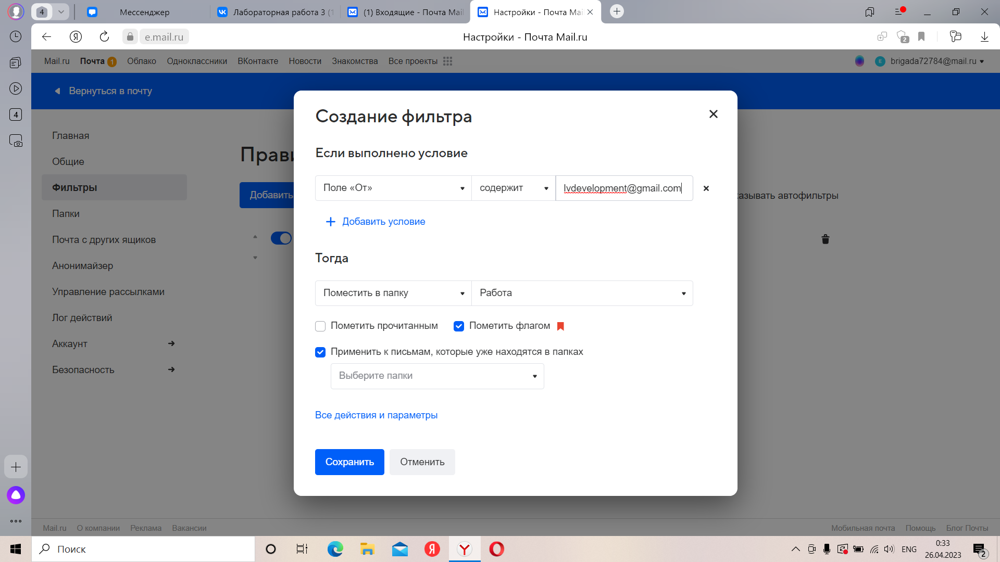 4
Мессенджер
Лабораторная работа 3 (1
(1) Входящие - Почта Mail
Настройки - Почта Mai
Я
e.mail.ru
Настройки - Почта Mail.ru
2
Mail.ru
Почта 1
Облако
Одноклассники
ВКонтакте
Новости
Знакомства
Все проекты
E
brigada72784@mail.ru
4
Вернуться в почту
Главная
Общие
Фильтры
Папки
Почта с других ящиков
Анонимайзер
Управление рассылками
Лог действий
Аккаунт
Безопасность
Прави
Добавить
казывать автофильтры
Создание фильтра
Если выполнено условие
Поле «От»
содержит
lvdevelopment@gmail.com
Добавить условие
Тогда
Поместить в папку
Работа
Пометить прочитанным
Пометить флагом
Применить к письмам, которые уже находятся в папках
Выберите папки
Все действия и параметры
Сохранить
Отменить
Mail.ru
О компании
Реклама
Вакансии
Мобильная почта
Помощь
Блог Почты
Поиск
Я
ENG
0:33
26.04.2023
2